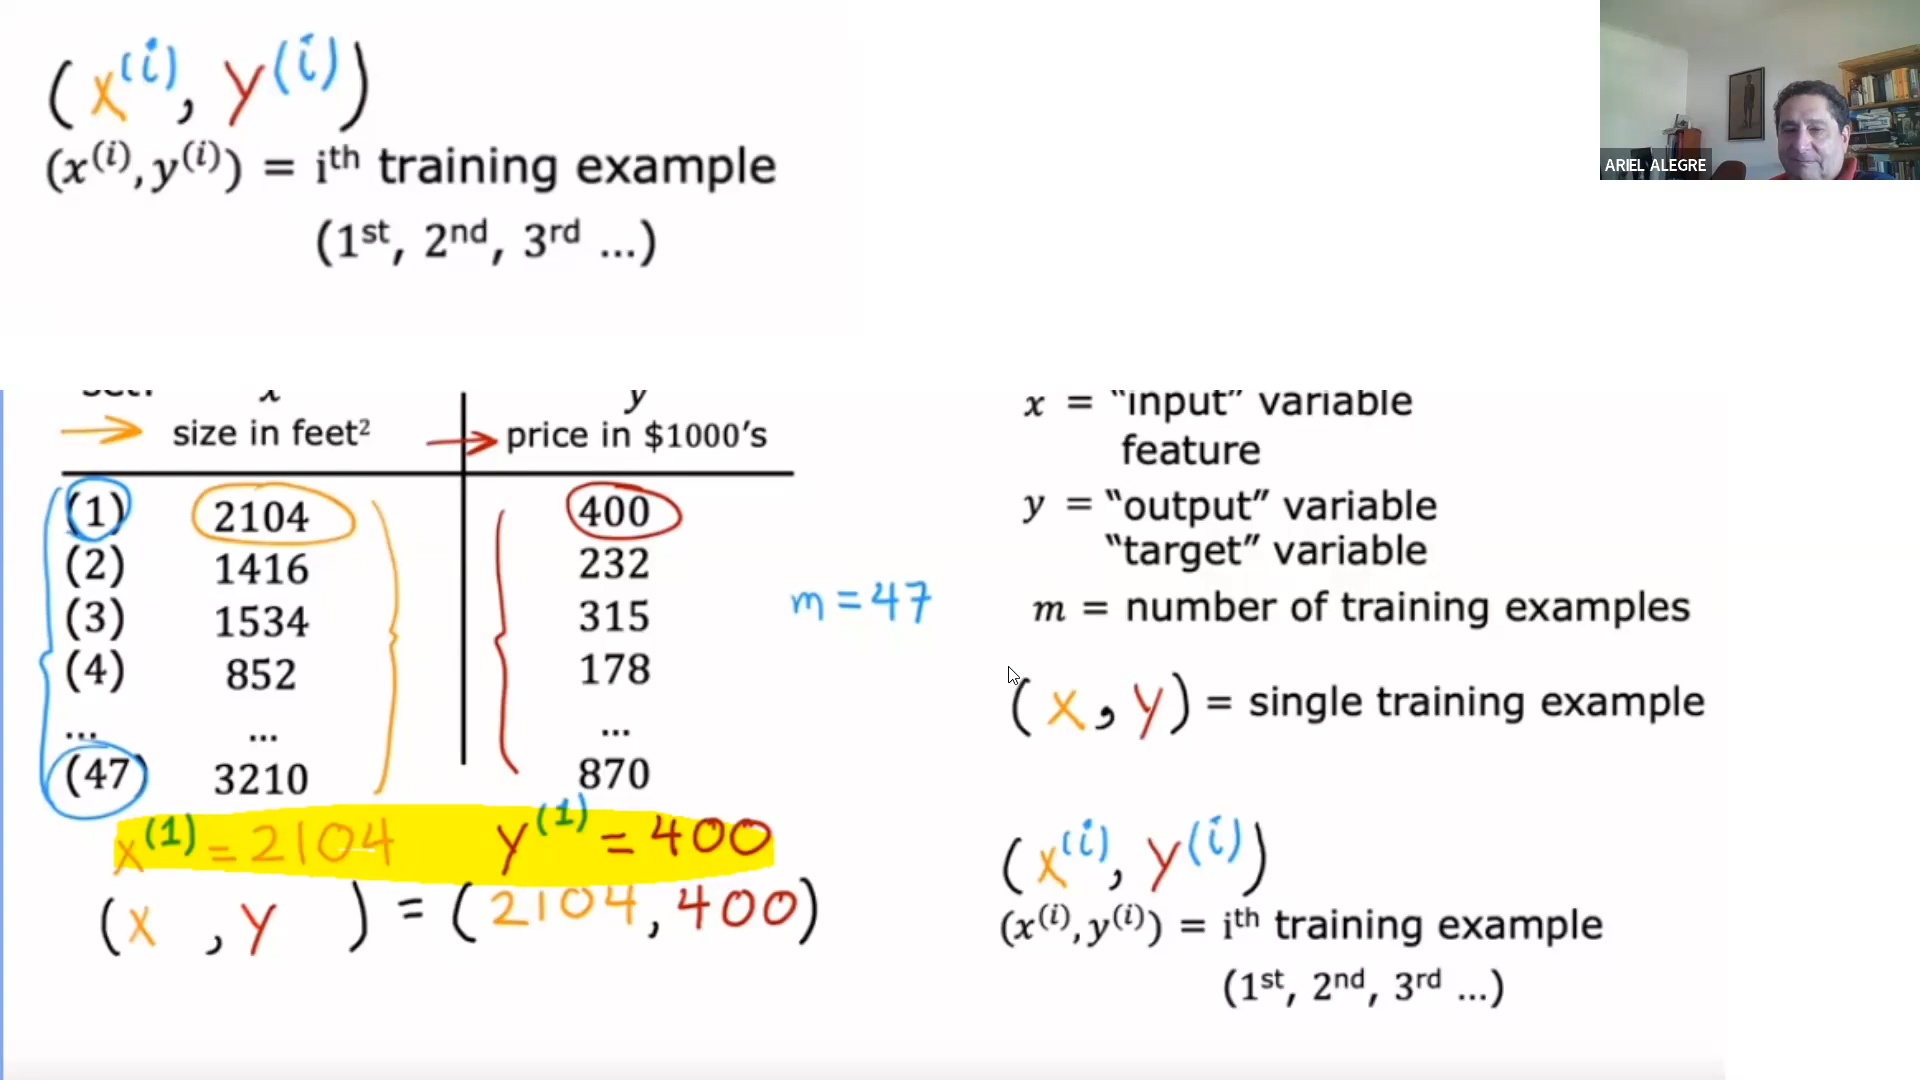 (x⁽ⁱ⁾, y⁽ⁱ⁾)
(x⁽ⁱ⁾, y⁽ⁱ⁾) = iᵗʰ training example
(1ˢᵗ, 2ⁿᵈ, 3ʳᵈ ...)
ARIEL ALEGRE
x y
size in feet² price in $1000's
(1) 2104 400
(2) 1416 232
(3) 1534 315
(4) 852 178
... ... ...
(47) 3210 870
m = 47
x⁽¹⁾ = 2104 y⁽¹⁾ = 400
(x , y ) = (2104, 400)
x = "input" variable
feature
y = "output" variable
"target" variable
m = number of training examples
(x, y) = single training example
(x⁽ⁱ⁾, y⁽ⁱ⁾)
(x⁽ⁱ⁾, y⁽ⁱ⁾) = iᵗʰ training example
(1ˢᵗ, 2ⁿᵈ, 3ʳᵈ ...)